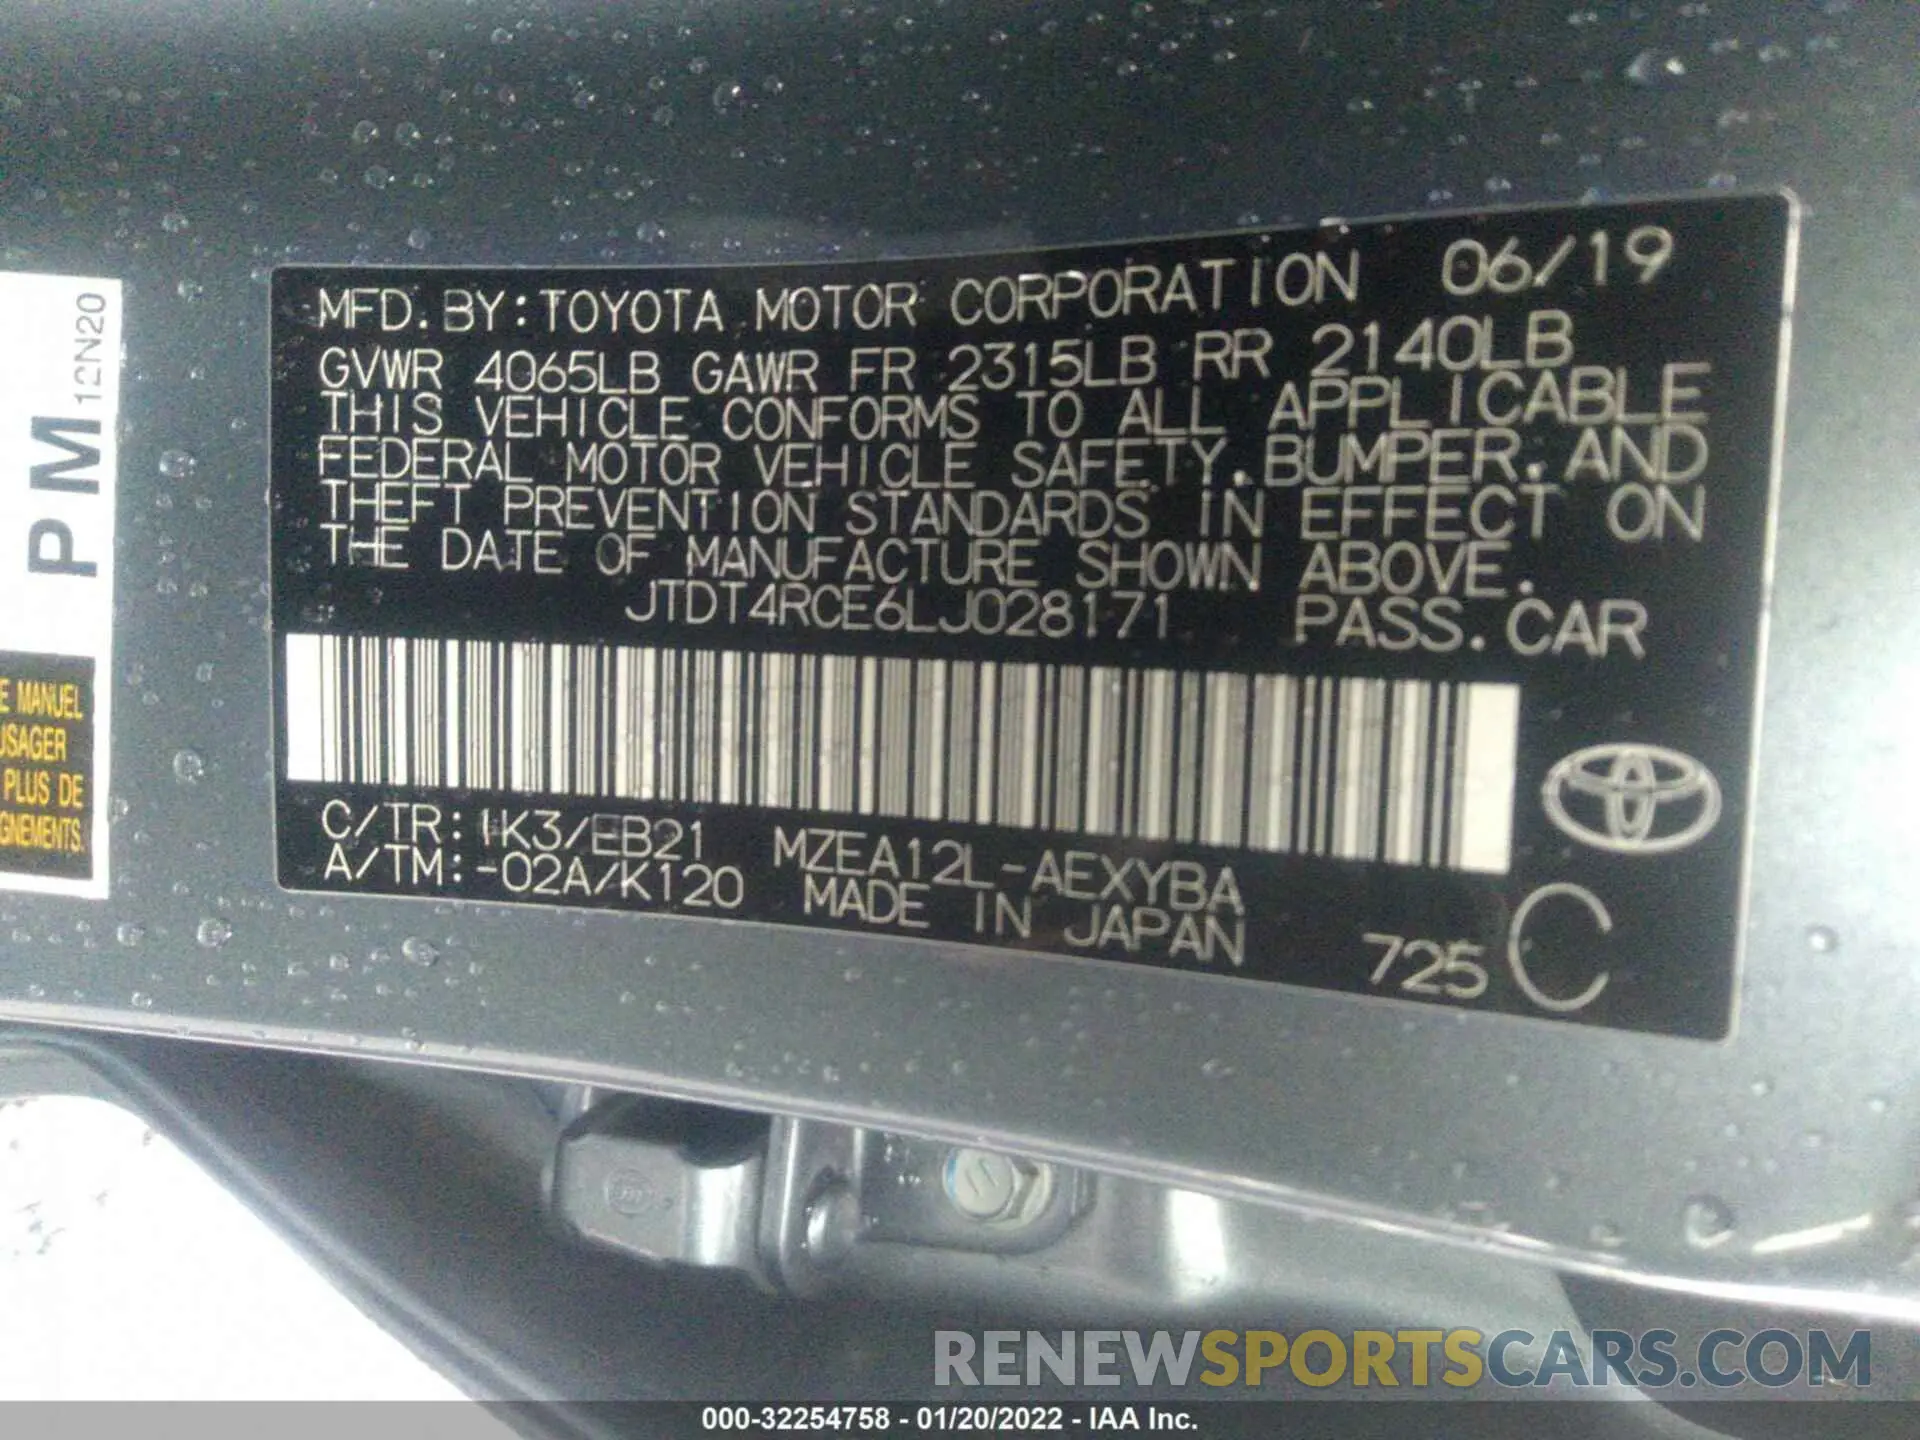 MFD. BY: TOYOTA MOTOR CORPORATION 06/19
GVWR 4065LB GAWR FR 2315LB RR 2140LB
THIS VEHICLE CONFORMS TO ALL APPLICABLE
FEDERAL MOTOR VEHICLE SAFETY, BUMPER, AND
THEFT PREVENTION STANDARDS IN EFFECT ON
THE DATE OF MANUFACTURE SHOWN ABOVE.
JTDT4RCE6LJ028171 PASS. CAR
C/TR: 1K3/EB21 MZEA12L-AEXYBA
A/TM: -02A/K120 MADE IN JAPAN
725 C
PM 12N20
E MANUEL
USAGER
PLUS DE
GNEMENTS.
RENEWSPORTSCARS.COM
000-32254758 - 01/20/2022 - IAA Inc.